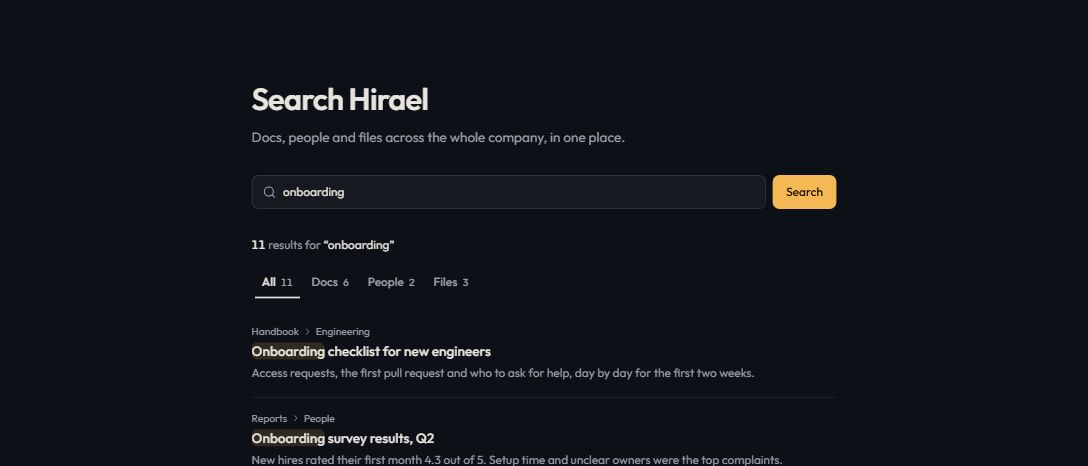 Search Hirael
Docs, people and files across the whole company, in one place.
onboarding
Search
11 results for “onboarding”
All 11 Docs 6 People 2 Files 3
Handbook > Engineering
Onboarding checklist for new engineers
Access requests, the first pull request and who to ask for help, day by day for the first two weeks.
Reports > People
Onboarding survey results, Q2
New hires rated their first month 4.3 out of 5. Setup time and unclear owners were the top complaints.